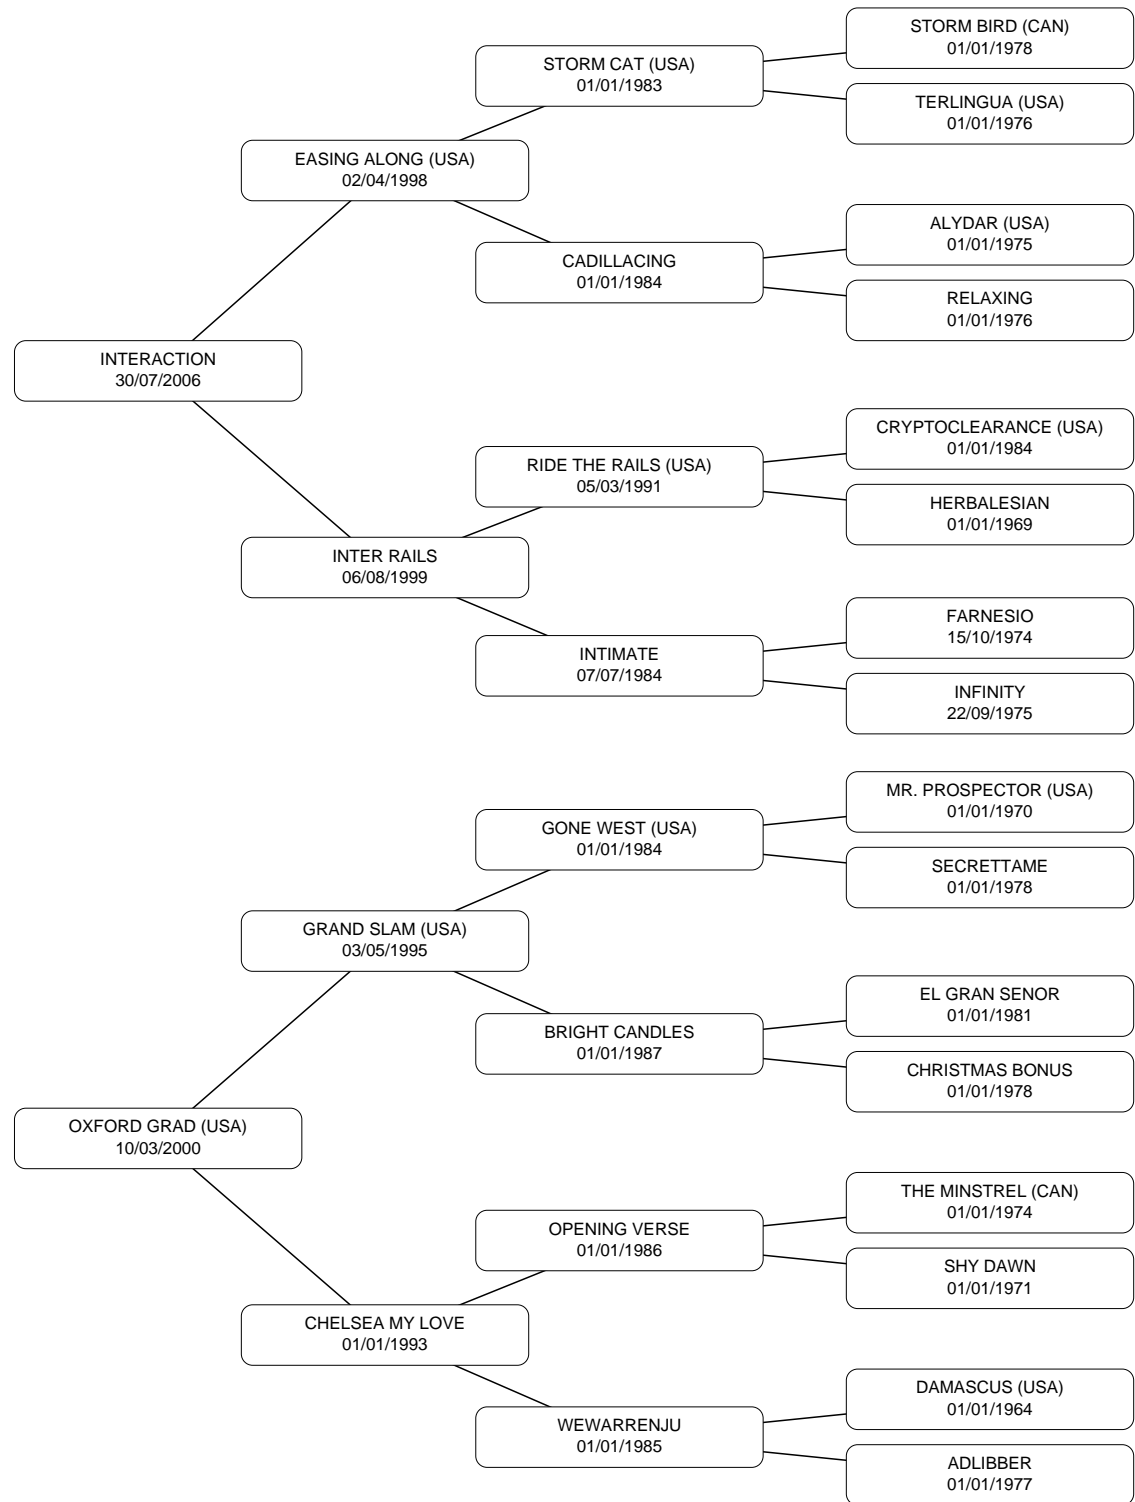 STORM BIRD (CAN)
01/01/1978
STORM CAT (USA)
01/01/1983
TERLINGUA (USA)
01/01/1976
EASING ALONG (USA)
02/04/1998
ALYDAR (USA)
01/01/1975
CADILLACING
01/01/1984
RELAXING
01/01/1976
INTERACTION
30/07/2006
CRYPTOCLEARANCE (USA)
01/01/1984
RIDE THE RAILS (USA)
05/03/1991
HERBALESIAN
01/01/1969
INTER RAILS
06/08/1999
FARNESIO
15/10/1974
INTIMATE
07/07/1984
INFINITY
22/09/1975
MR. PROSPECTOR (USA)
01/01/1970
GONE WEST (USA)
01/01/1984
SECRETTAME
01/01/1978
GRAND SLAM (USA)
03/05/1995
EL GRAN SENOR
01/01/1981
BRIGHT CANDLES
01/01/1987
CHRISTMAS BONUS
01/01/1978
OXFORD GRAD (USA)
10/03/2000
THE MINSTREL (CAN)
01/01/1974
OPENING VERSE
01/01/1986
SHY DAWN
01/01/1971
CHELSEA MY LOVE
01/01/1993
DAMASCUS (USA)
01/01/1964
WEWARRENJU
01/01/1985
ADLIBBER
01/01/1977